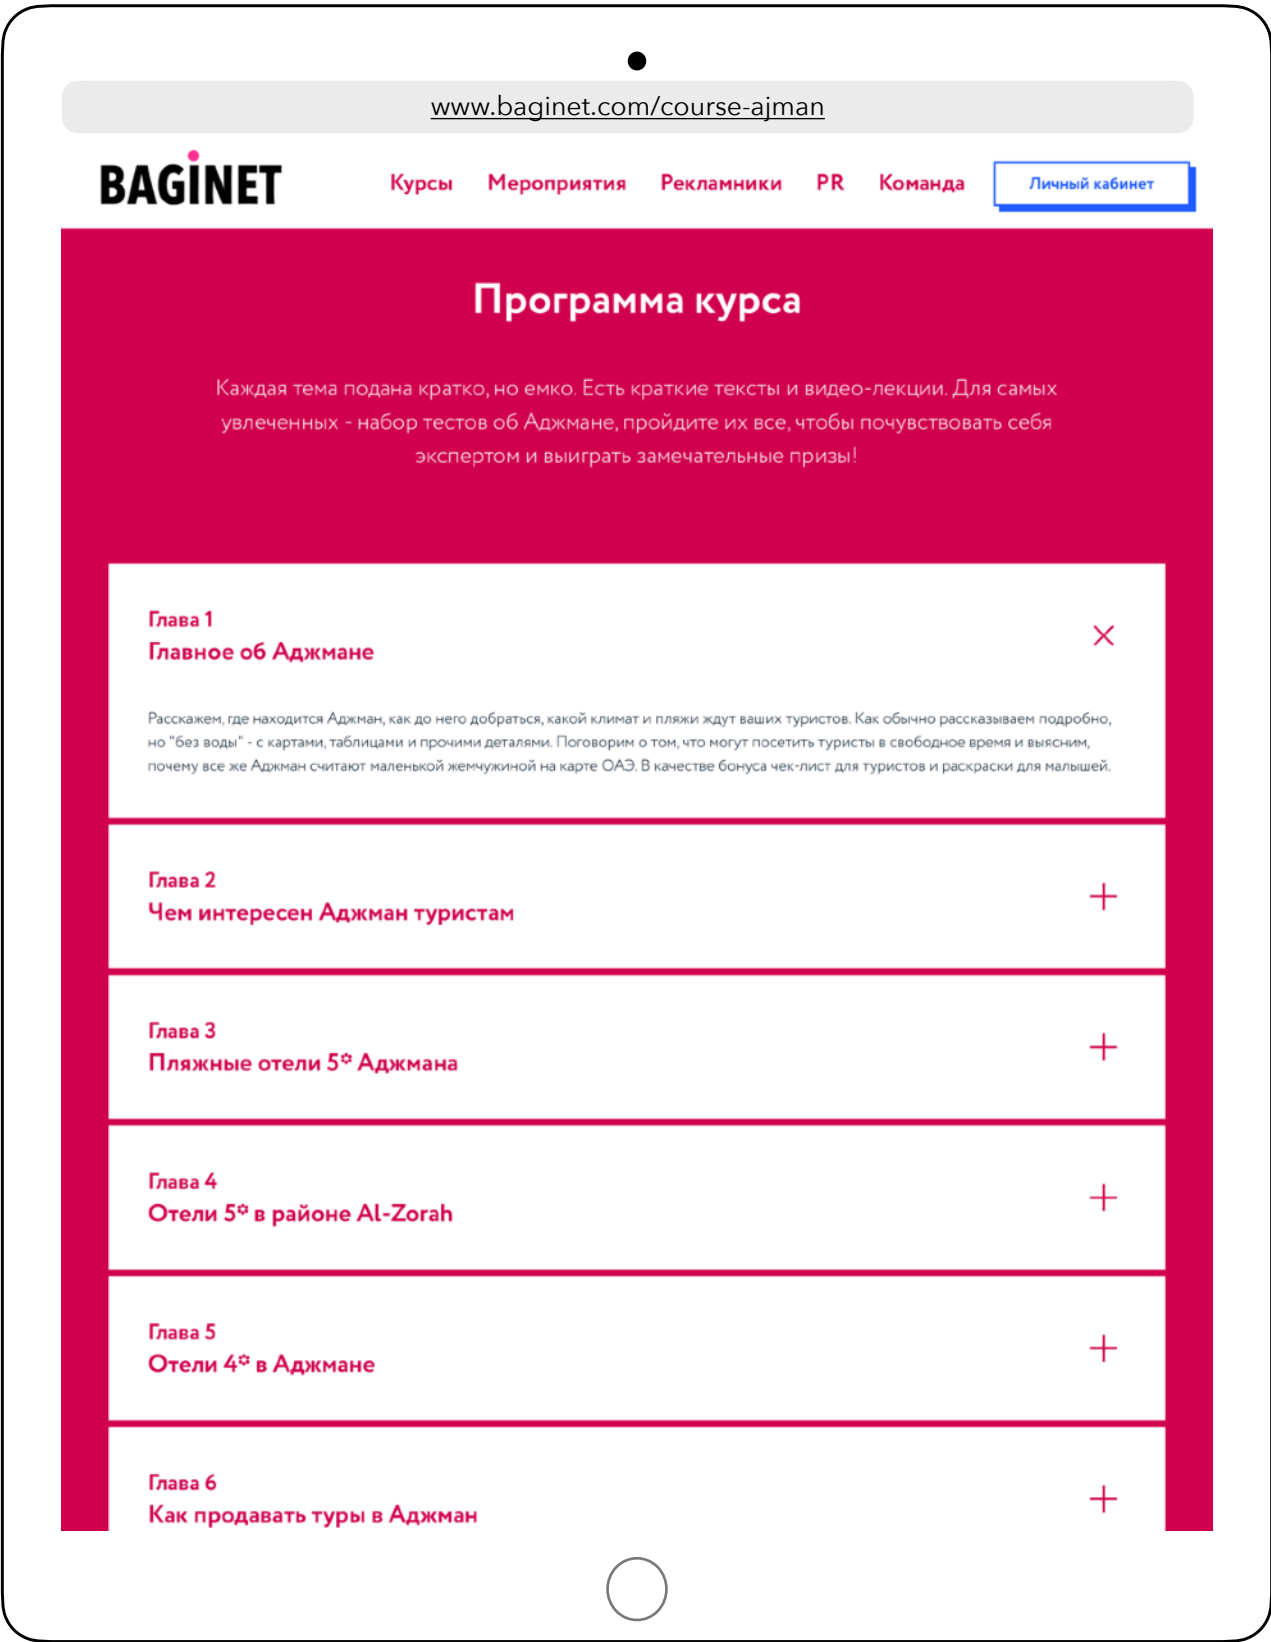 www.baginet.com/course-ajman
BAGINET
Курсы Мероприятия Рекламники PR Команда Личный кабинет
Программа курса
Каждая тема подана кратко, но емко. Есть краткие тексты и видео-лекции. Для самых
увлеченных - набор тестов об Аджмане, пройдите их все, чтобы почувствовать себя
экспертом и выиграть замечательные призы!
Глава 1
Главное об Аджмане
Расскажем, где находится Аджман, как до него добраться, какой климат и пляжи ждут ваших туристов. Как обычно рассказываем подробно,
но "без воды" - с картами, таблицами и прочими деталями. Поговорим о том, что могут посетить туристы в свободное время и выясним,
почему все же Аджман считают маленькой жемчужиной на карте ОАЭ. В качестве бонуса чек-лист для туристов и раскраски для малышей.
Глава 2
Чем интересен Аджман туристам
Глава 3
Пляжные отели 5* Аджмана
Глава 4
Отели 5* в районе Al-Zorah
Глава 5
Отели 4* в Аджмане
Глава 6
Как продавать туры в Аджман